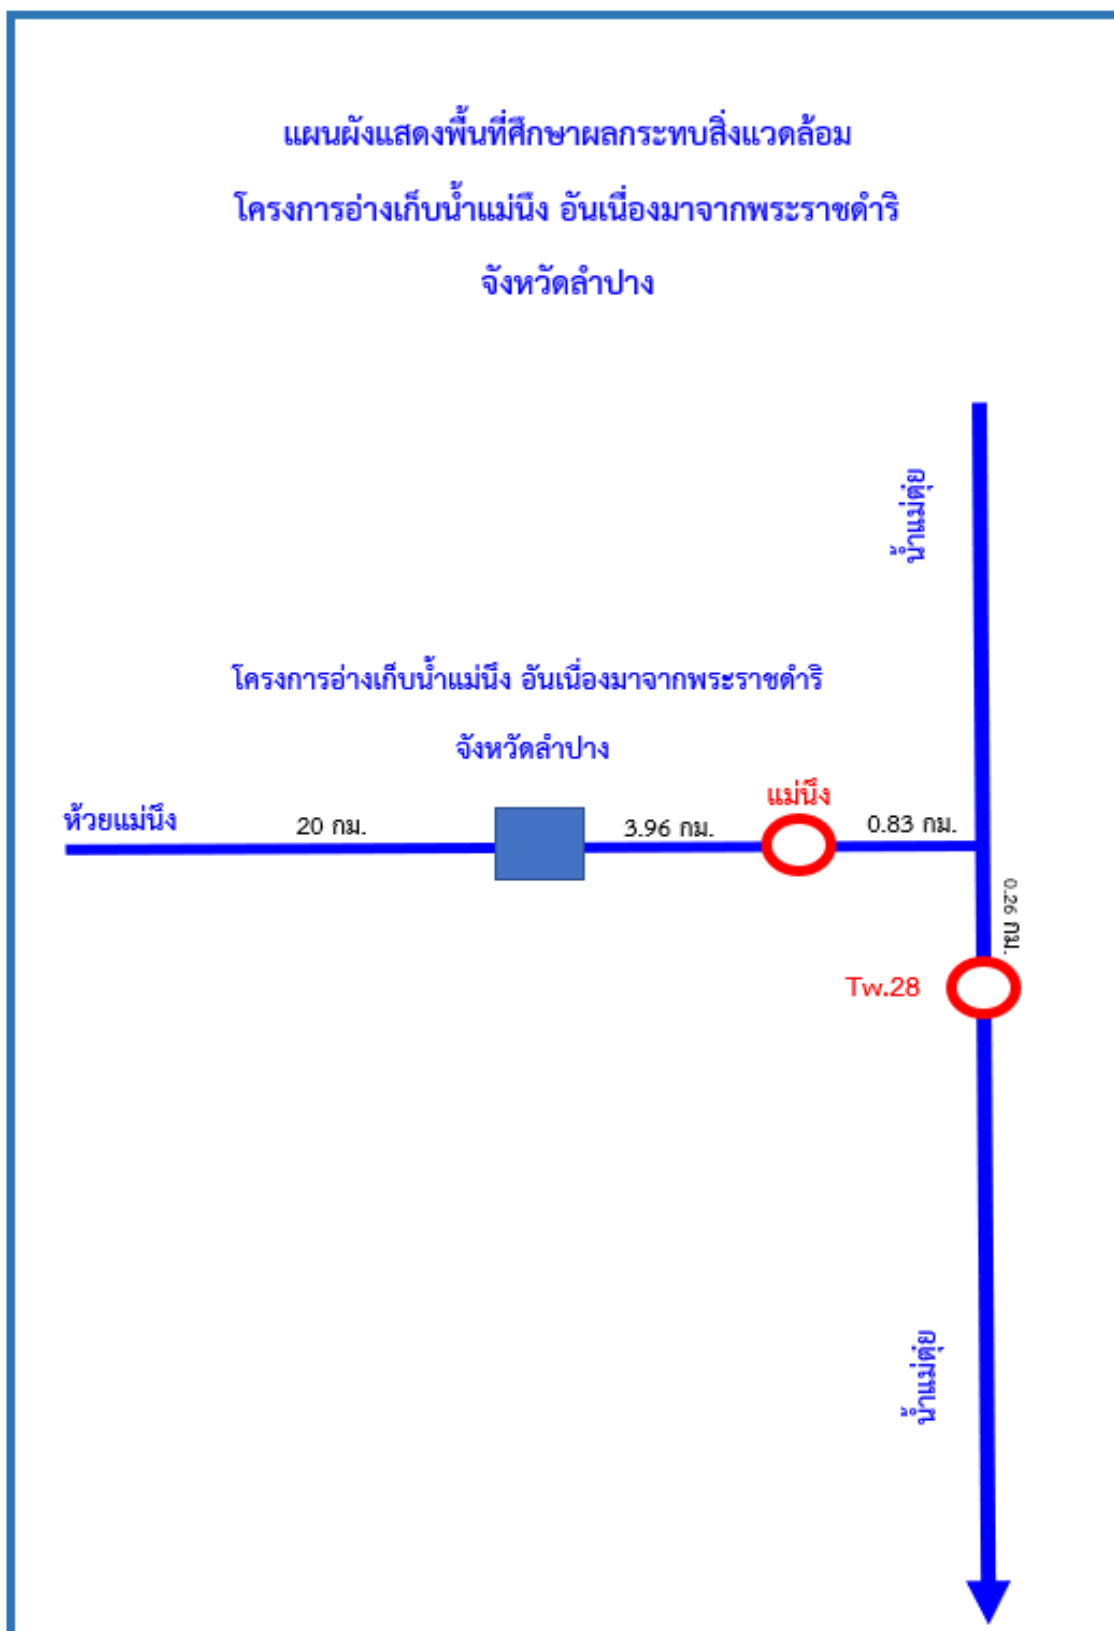 แผนผังแสดงพื้นที่ศึกษาผลกระทบสิ่งแวดล้อม
โครงการอ่างเก็บน้ำแม่นึง อันเนื่องมาจากพระราชดำริ
จังหวัดลำปาง
น้ำแม่ตุ๋ย
โครงการอ่างเก็บน้ำแม่นึง อันเนื่องมาจากพระราชดำริ
จังหวัดลำปาง
แม่นึง
ห้วยแม่นึง
20 กม.
3.96 กม.
0.83 กม.
0.26 กม.
Tw.28
น้ำแม่ตุ๋ย